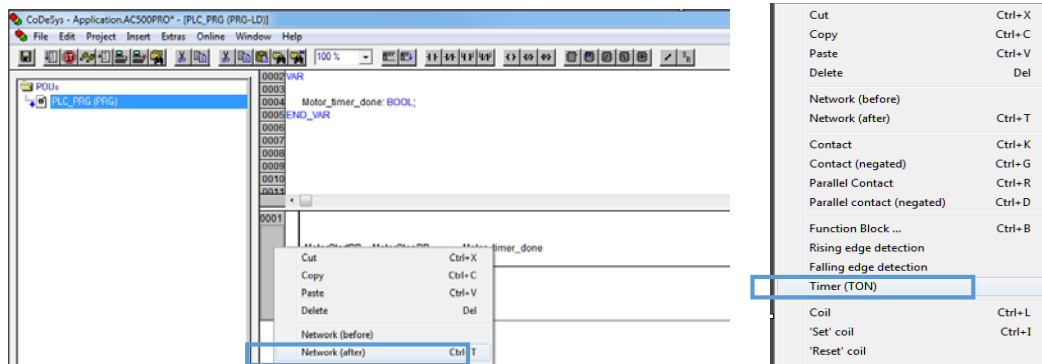 CoDeSys - Application.AC500PRO* - [PLC_PRG (PRG-LD)]
File Edit Project Insert Extras Online Window Help
100 %
POUs
PLC_PRG (PRG)
0002 VAR
0003
0004 Motor_timer_done: BOOL;
0005 END_VAR
0006
0007
0008
0009
0010
0011
0001
Cut Ctrl+X
Copy Ctrl+C
Paste Ctrl+V
Delete Del
Network (before)
Network (after) Ctrl+T
Cut Ctrl+X
Copy Ctrl+C
Paste Ctrl+V
Delete Del
Network (before)
Network (after) Ctrl+T
Contact Ctrl+K
Contact (negated) Ctrl+G
Parallel Contact Ctrl+R
Parallel contact (negated) Ctrl+D
Function Block ... Ctrl+B
Rising edge detection
Falling edge detection
Timer (TON)
Coil Ctrl+L
'Set' coil Ctrl+I
'Reset' coil